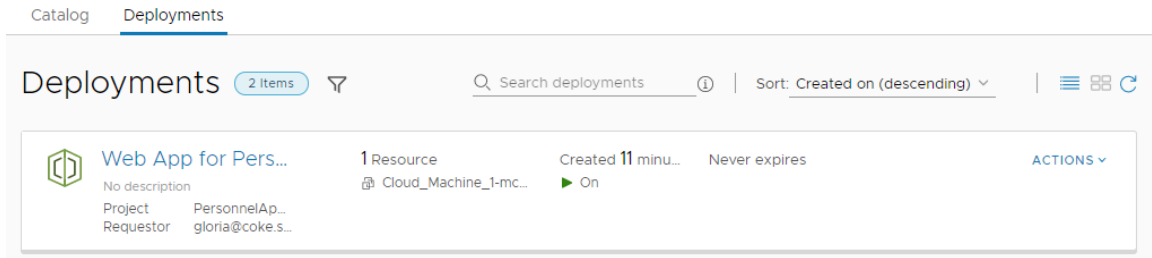 Catalog Deployments
Deployments 2 Items Search deployments Sort: Created on (descending)
Web App for Pers... 1 Resource Created 11 minu... Never expires ACTIONS
No description Cloud_Machine_1-mc... On
Project PersonnelAp...
Requestor gloria@coke.s...